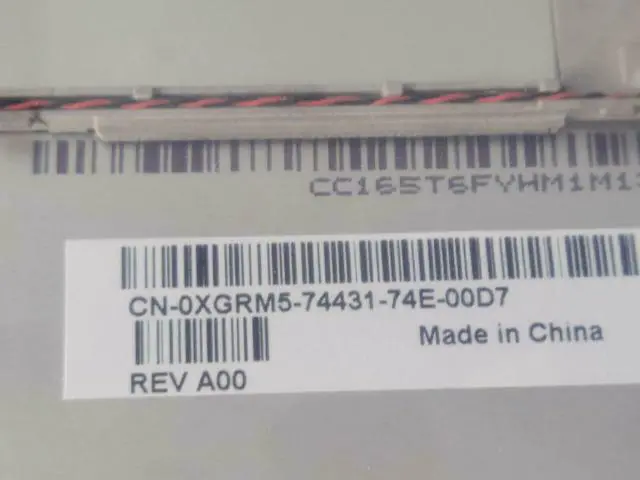 CC165T6FYHM1M1
CN-0XGRM5-74431-74E-00D7
Made in China
REV A00